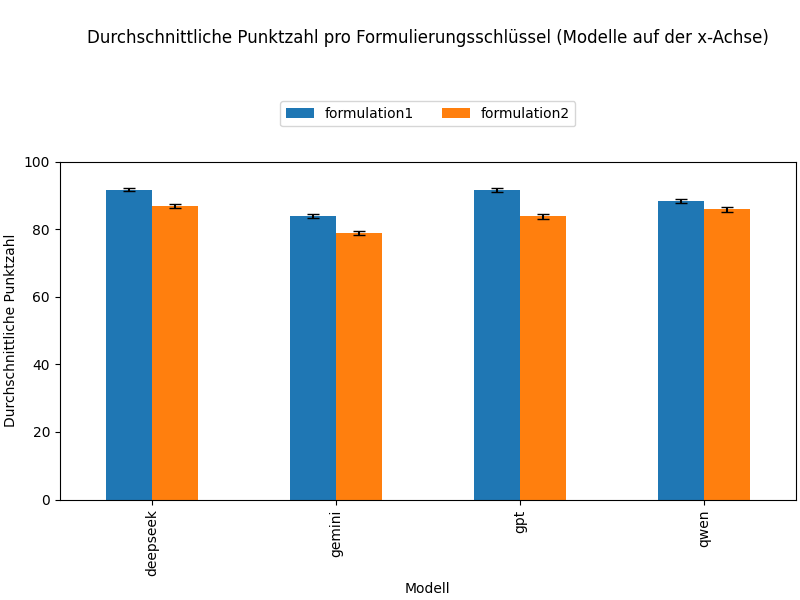 Durchschnittliche Punktzahl pro Formulierungsschlüssel (Modelle auf der x-Achse)
formulation1 formulation2
Durchschnittliche Punktzahl
100
80
60
40
20
0
deepseek gemini gpt qwen
Modell